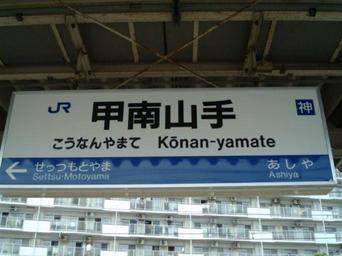 JR 甲南山手 神
こうなんやまて Kōnan-yamate
せっつもとやま あしや
Settsu-Motoyama Ashiya